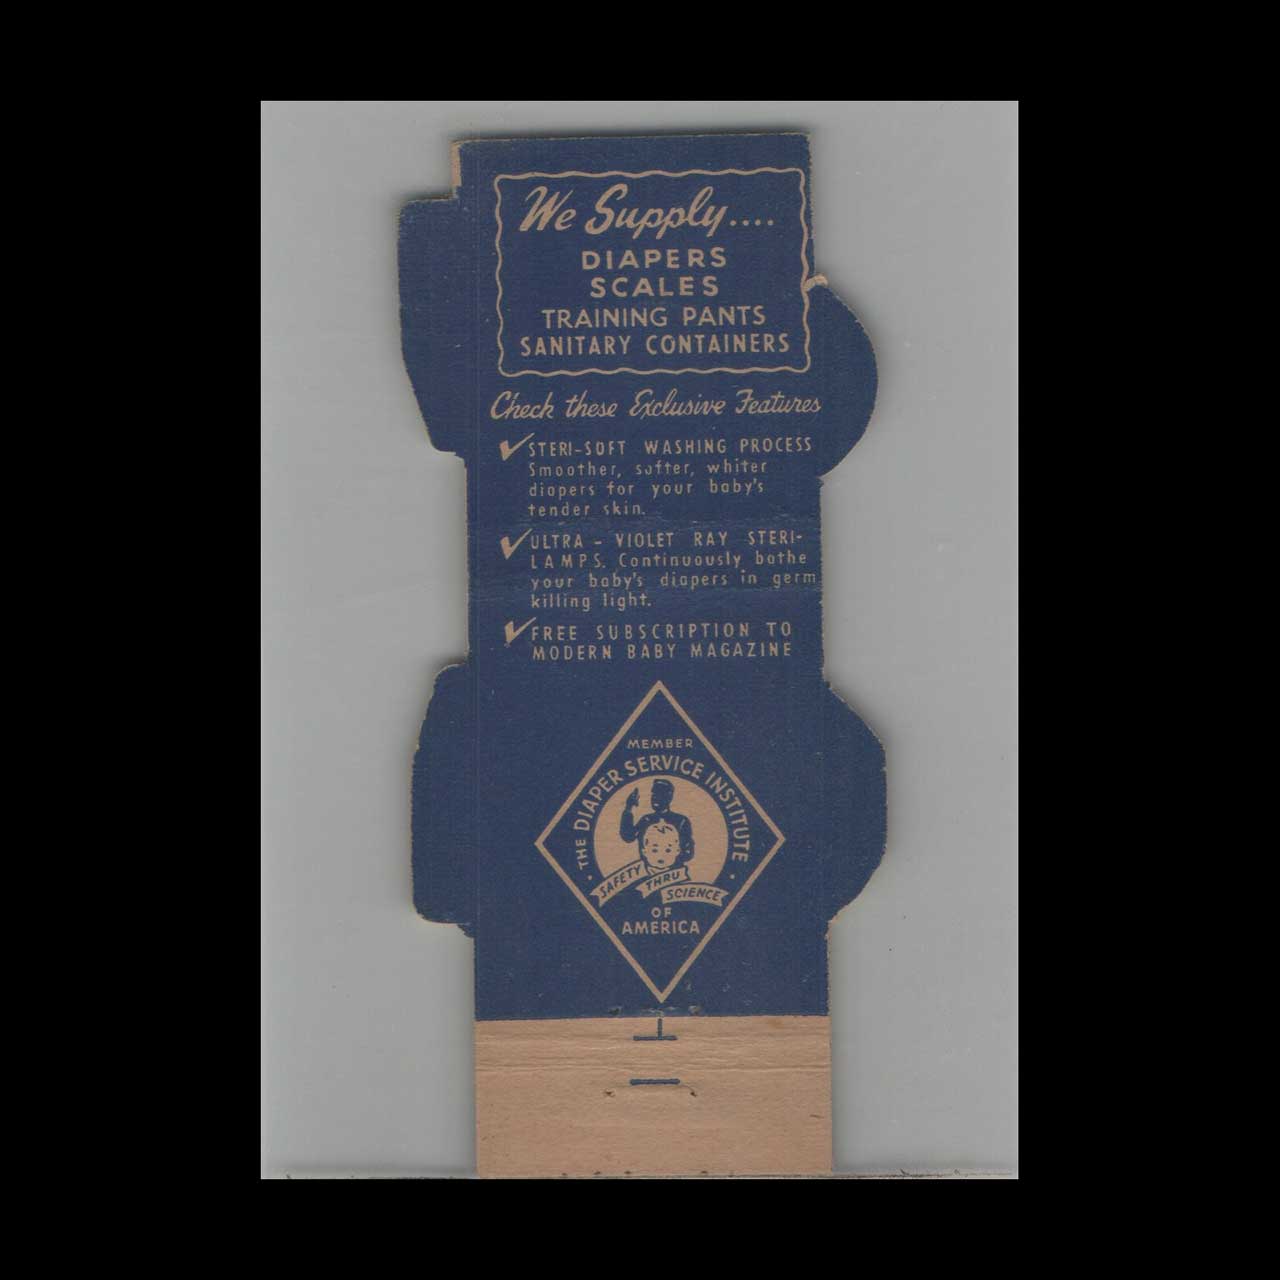 We Supply....
DIAPERS
SCALES
TRAINING PANTS
SANITARY CONTAINERS
Check these Exclusive Features
STERI-SOFT WASHING PROCESS
Smoother, softer, whiter
diapers for your baby's
tender skin.
ULTRA - VIOLET RAY STERI-
LAMPS. Continuously bathe
your baby's diapers in germ
killing light.
FREE SUBSCRIPTION TO
MODERN BABY MAGAZINE
MEMBER
• THE DIAPER SERVICE INSTITUTE •
SAFETY THRU SCIENCE
OF
AMERICA